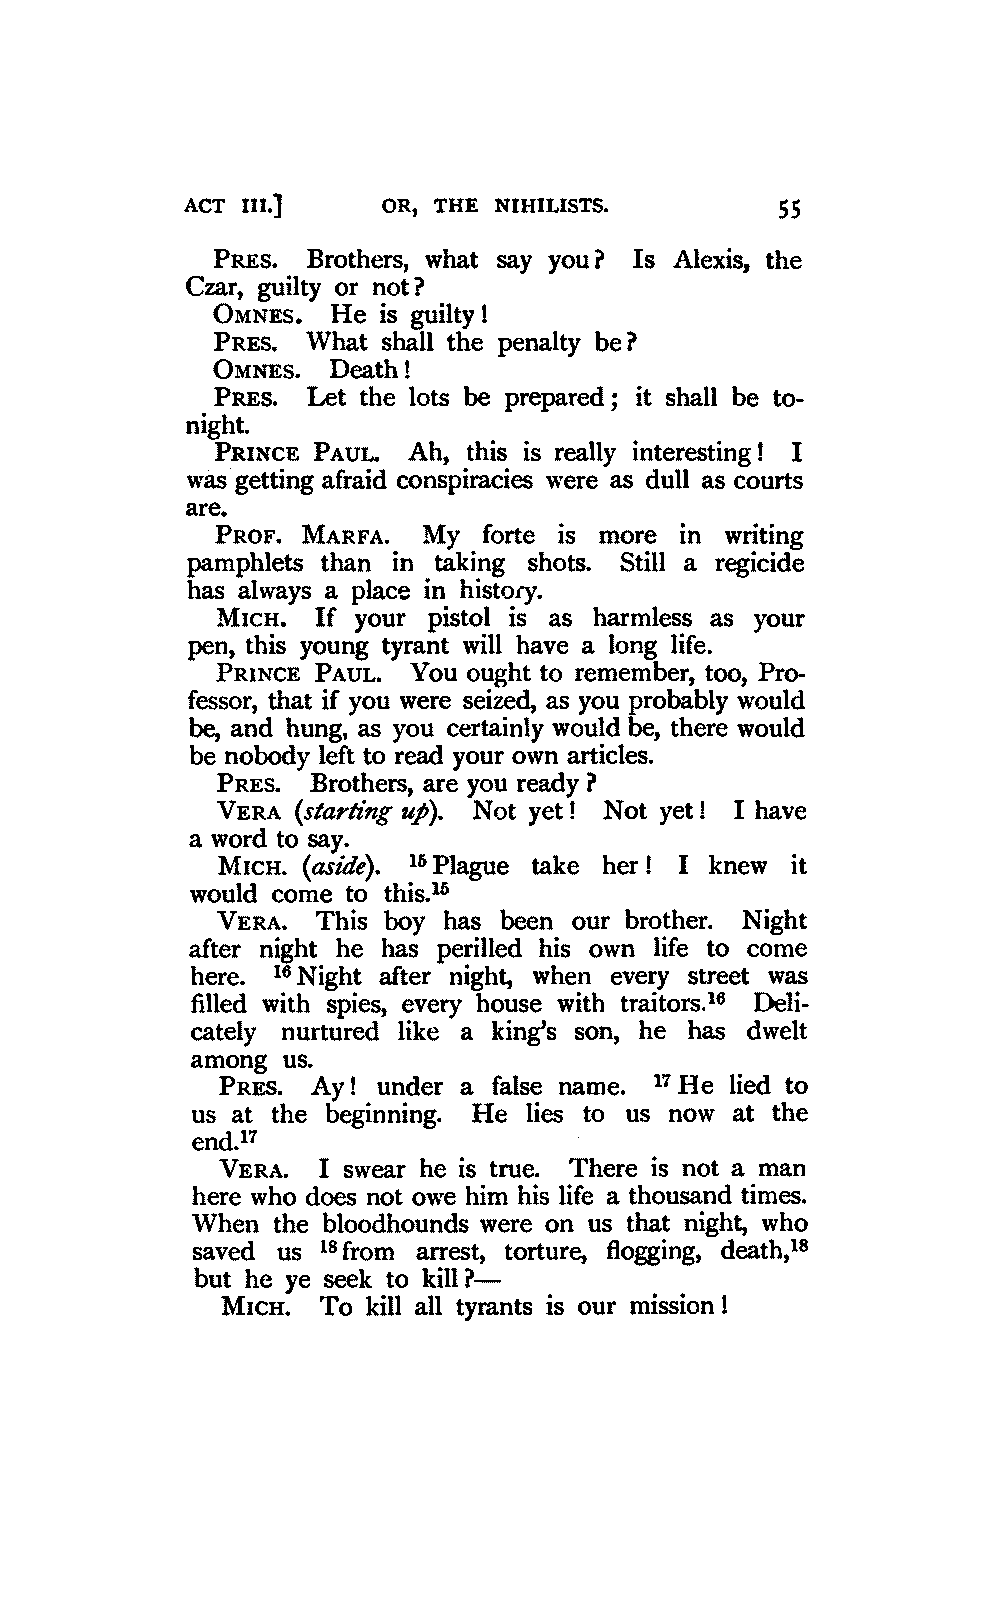 ACT III.] OR, THE NIHILISTS. 55
PRES. Brothers, what say you? Is Alexis, the
Czar, guilty or not?
OMNES. He is guilty!
PRES. What shall the penalty be?
OMNES. Death!
PRES. Let the lots be prepared; it shall be to-
night.
PRINCE PAUL. Ah, this is really interesting! I
was getting afraid conspiracies were as dull as courts
are.
PROF. MARFA. My forte is more in writing
pamphlets than in taking shots. Still a regicide
has always a place in history.
MICH. If your pistol is as harmless as your
pen, this young tyrant will have a long life.
PRINCE PAUL. You ought to remember, too, Pro-
fessor, that if you were seized, as you probably would
be, and hung, as you certainly would be, there would
be nobody left to read your own articles.
PRES. Brothers, are you ready?
VERA (starting up). Not yet! Not yet! I have
a word to say.
MICH. (aside). ¹⁵Plague take her! I knew it
would come to this.¹⁵
VERA. This boy has been our brother. Night
after night he has perilled his own life to come
here. ¹⁶Night after night, when every street was
filled with spies, every house with traitors.¹⁶ Deli-
cately nurtured like a king's son, he has dwelt
among us.
PRES. Ay! under a false name. ¹⁷He lied to
us at the beginning. He lies to us now at the
end.¹⁷
VERA. I swear he is true. There is not a man
here who does not owe him his life a thousand times.
When the bloodhounds were on us that night, who
saved us ¹⁸from arrest, torture, flogging, death,¹⁸
but he ye seek to kill?—
MICH. To kill all tyrants is our mission!